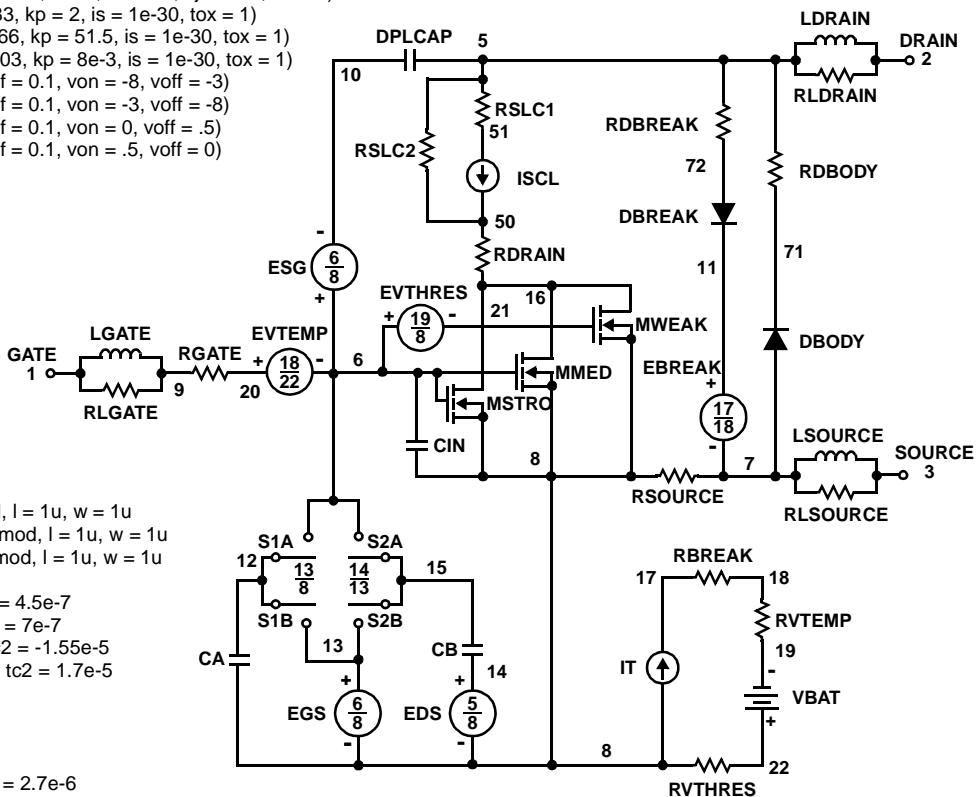 33, kp = 2, is = 1e-30, tox = 1)
66, kp = 51.5, is = 1e-30, tox = 1)
03, kp = 8e-3, is = 1e-30, tox = 1)
f = 0.1, von = -8, voff = -3)
f = 0.1, von = -3, voff = -8)
f = 0.1, von = 0, voff = .5)
f = 0.1, von = .5, voff = 0)
DPLCAP
5
10
LDRAIN
DRAIN
2
RLDRAIN
RSLC1
51
RSLC2
ISCL
RDBREAK
72
RDBODY
50
DBREAK
RDRAIN
71
11
ESG
6
8
-
+
EVTHRES
16
21
+
19
8
-
MWEAK
LGATE
EVTEMP
GATE
1
RGATE
+
18
22
-
6
MMED
EBREAK
+
DBODY
9
20
RLGATE
MSTRO
17
18
-
CIN
LSOURCE
SOURCE
3
8
7
RSOURCE
RLSOURCE
, l = 1u, w = 1u
mod, l = 1u, w = 1u
mod, l = 1u, w = 1u
S1A
S2A
12
13
8
14
13
15
RBREAK
17
18
= 4.5e-7
= 7e-7
2 = -1.55e-5
tc2 = 1.7e-5
S1B
S2B
RVTEMP
13
CB
19
CA
14
IT
-
VBAT
+
+
EGS
6
8
-
+
EDS
5
8
-
8
22
RVTHRES
= 2.7e-6